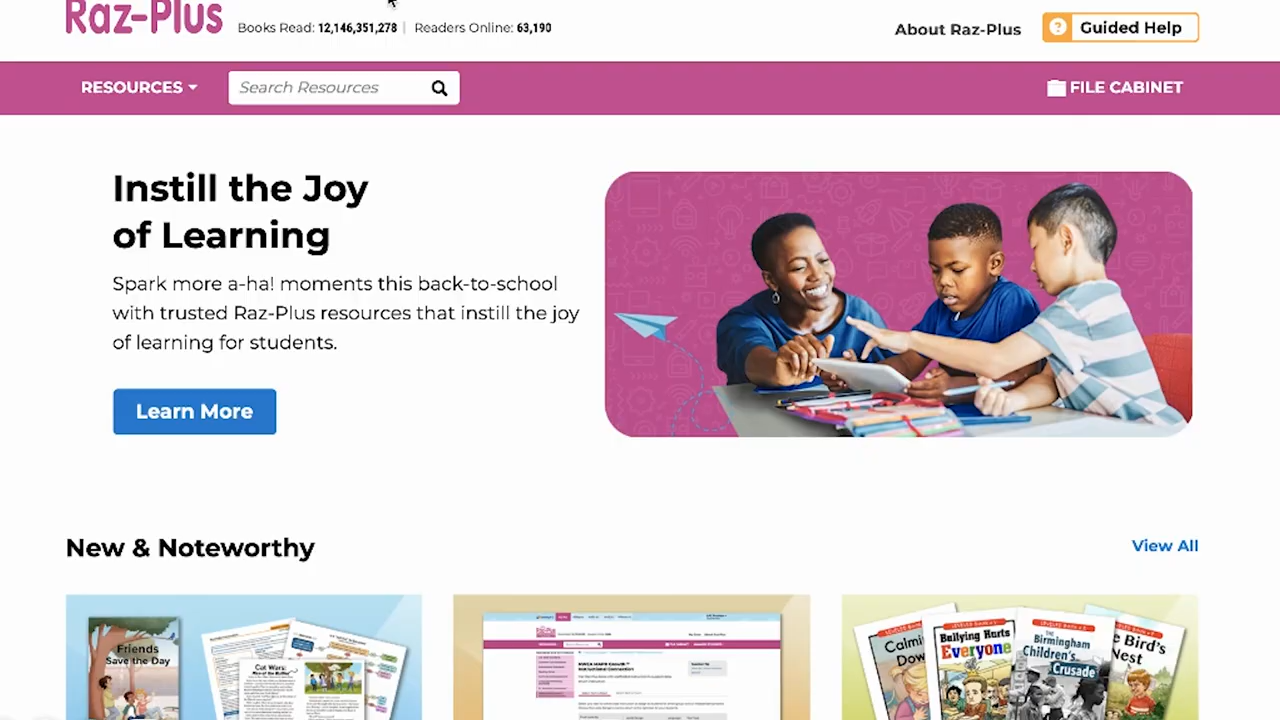 Raz-Plus
Books Read: 12,146,351,278 | Readers Online: 63,190
About Raz-Plus
Guided Help
RESOURCES
Search Resources
FILE CABINET
Instill the Joy
of Learning
Spark more a-ha! moments this back-to-school
with trusted Raz-Plus resources that instill the joy
of learning for students.
Learn More
New & Noteworthy
View All
Friends
Save the Day
Cat Wars:
Bullying Hurts
Everyone
The
Birmingham
Children's
Crusade